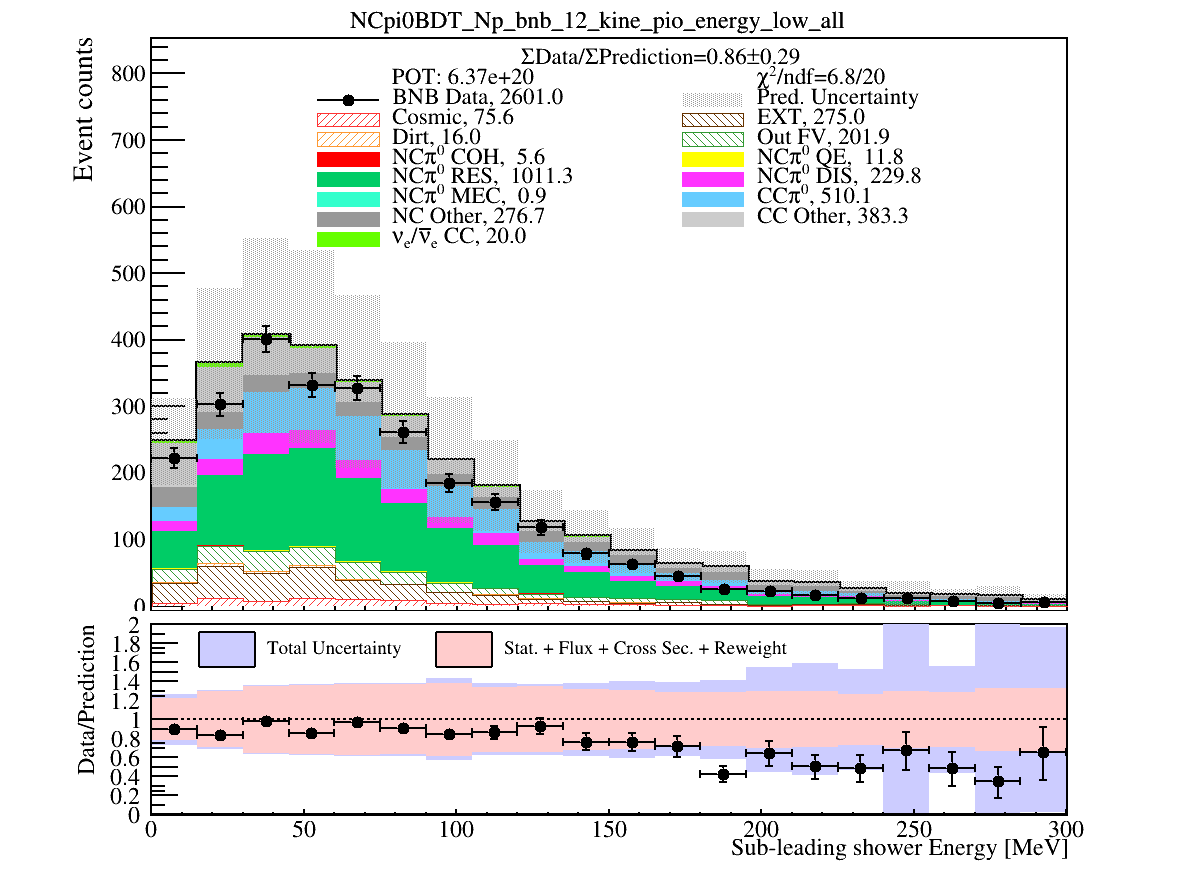 NCpi0BDT_Np_bnb_12_kine_pio_energy_low_all
ΣData/ΣPrediction=0.86±0.29
POT: 6.37e+20
χ²/ndf=6.8/20
BNB Data, 2601.0
Pred. Uncertainty
Cosmic, 75.6
EXT, 275.0
Dirt, 16.0
Out FV, 201.9
NCπ⁰ COH, 5.6
NCπ⁰ QE, 11.8
NCπ⁰ RES, 1011.3
NCπ⁰ DIS, 229.8
NCπ⁰ MEC, 0.9
CCπ⁰, 510.1
NC Other, 276.7
CC Other, 383.3
νₑ/ν̅ₑ CC, 20.0
Event counts
800
700
600
500
400
300
200
100
0
Total Uncertainty
Stat. + Flux + Cross Sec. + Reweight
Data/Prediction
2
1.8
1.6
1.4
1.2
1
0.8
0.6
0.4
0.2
0
0 50 100 150 200 250 300
Sub-leading shower Energy [MeV]